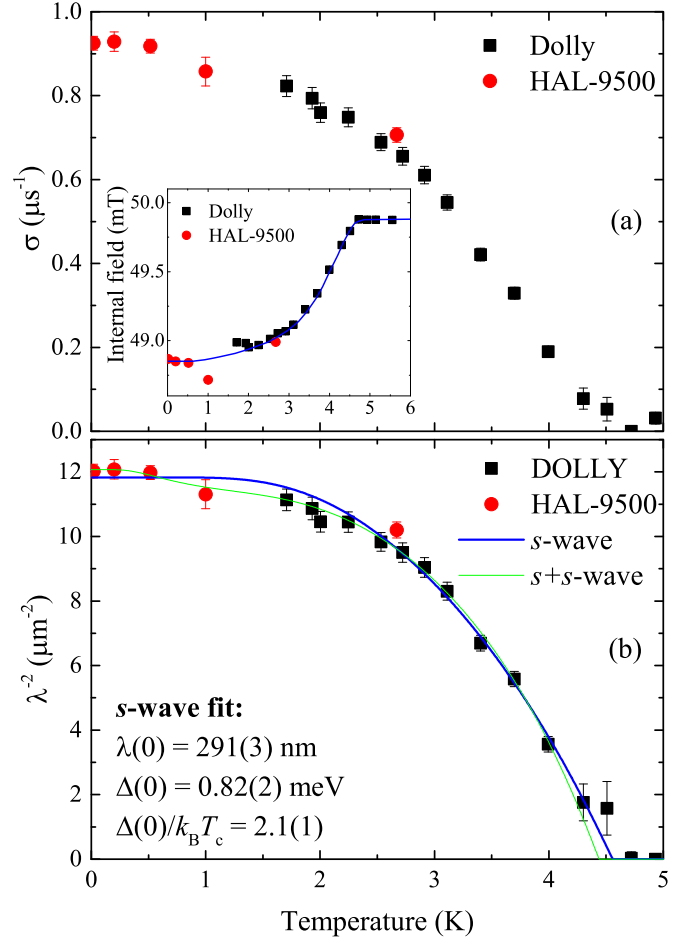 1.0
0.8
0.6
0.4
0.2
0.0
σ (μs⁻¹)
Dolly
HAL-9500
(a)
50.0
49.5
49.0
Internal field (mT)
Dolly
HAL-9500
0 1 2 3 4 5 6
12
10
8
6
4
2
0
λ⁻² (μm⁻²)
DOLLY
HAL-9500
s-wave
s+s-wave
(b)
s-wave fit:
λ(0) = 291(3) nm
Δ(0) = 0.82(2) meV
Δ(0)/k_BT_c = 2.1(1)
0 1 2 3 4 5
Temperature (K)